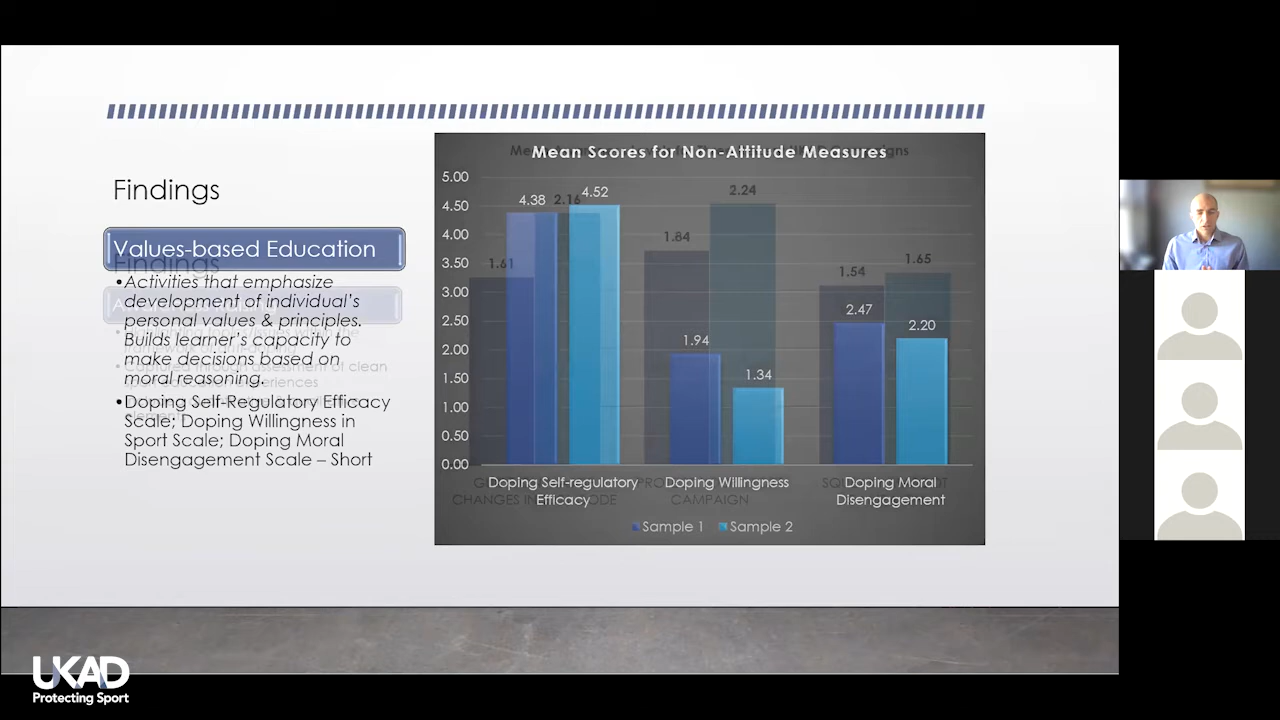 Findings
Values-based Education
•Activities that emphasize
development of individual's
personal values & principles.
Builds learner's capacity to
make decisions based on
moral reasoning.
•Doping Self-Regulatory Efficacy
Scale; Doping Willingness in
Sport Scale; Doping Moral
Disengagement Scale – Short
Findings
Mean Scores for Non-Attitude Measures
5.00
4.50
4.00
3.50
3.00
2.50
2.00
1.50
1.00
0.50
0.00
4.38
4.52
1.94
1.34
2.47
2.20
1.61
2.16
1.84
2.24
1.54
1.65
Doping Self-regulatory
Efficacy
Doping Willingness
Doping Moral
Disengagement
CAMPAIGN
Sample 1
Sample 2
UKAD
Protecting Sport